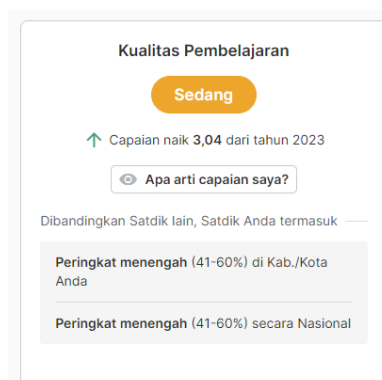 Kualitas Pembelajaran
Sedang
Capaian naik 3,04 dari tahun 2023
Apa arti capaian saya?
Dibandingkan Satdik lain, Satdik Anda termasuk
Peringkat menengah (41-60%) di Kab./Kota
Anda
Peringkat menengah (41-60%) secara Nasional